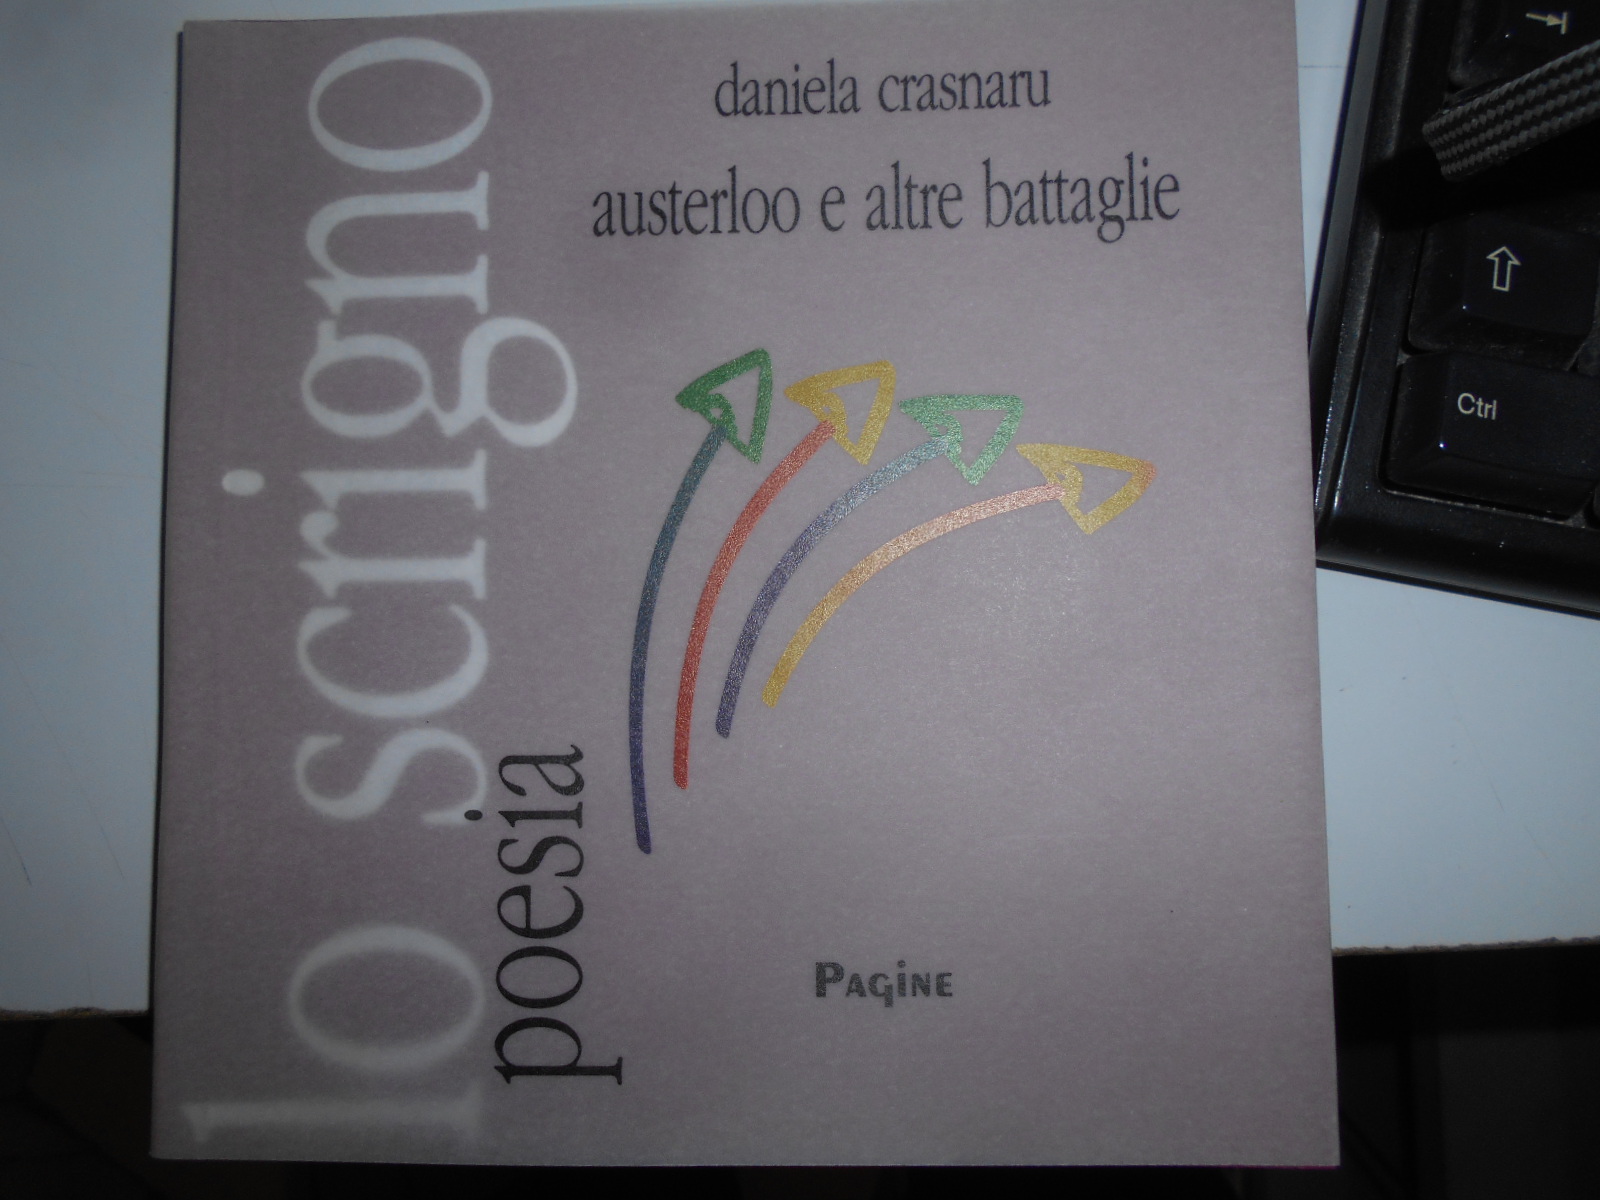 daniela crasnaru
austerloo e altre battaglie
lo scrigno
poesia
PAGiNE
Ctrl